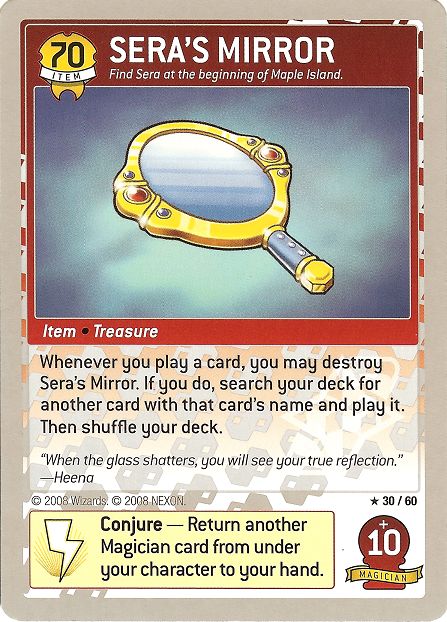 70
ITEM
SERA'S MIRROR
Find Sera at the beginning of Maple Island.
Item • Treasure
Whenever you play a card, you may destroy
Sera's Mirror. If you do, search your deck for
another card with that card's name and play it.
Then shuffle your deck.
"When the glass shatters, you will see your true reflection."
—Heena
© 2008 Wizards. © 2008 NEXON.
★ 30 / 60
Conjure — Return another
Magician card from under
your character to your hand.
+
10
MAGICIAN